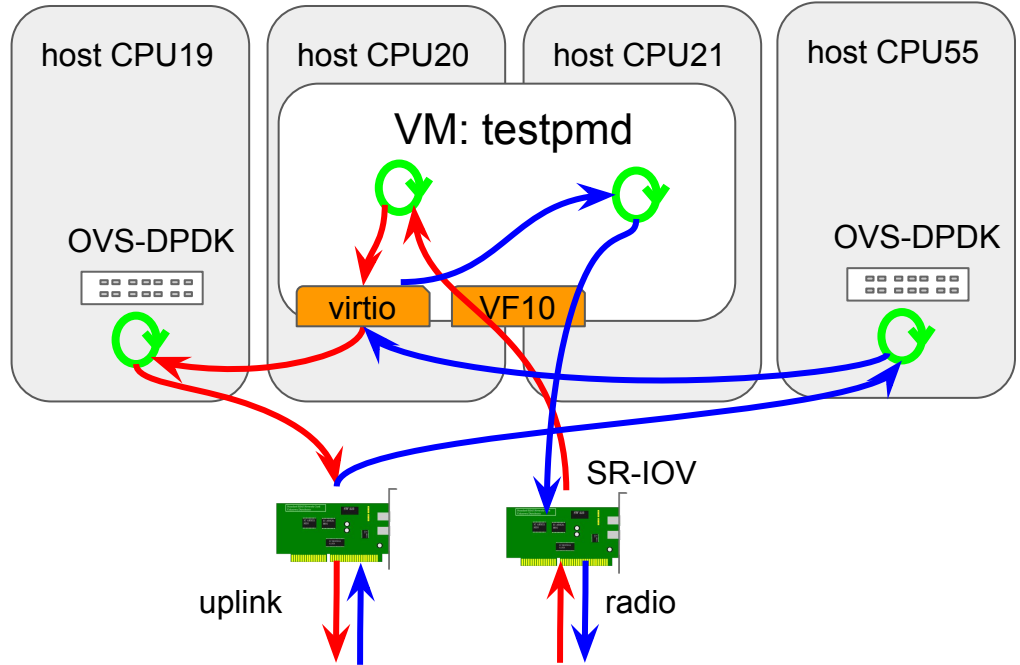 host CPU19
host CPU20
host CPU21
host CPU55
VM: testpmd
OVS-DPDK
OVS-DPDK
virtio
VF10
SR-IOV
uplink
radio